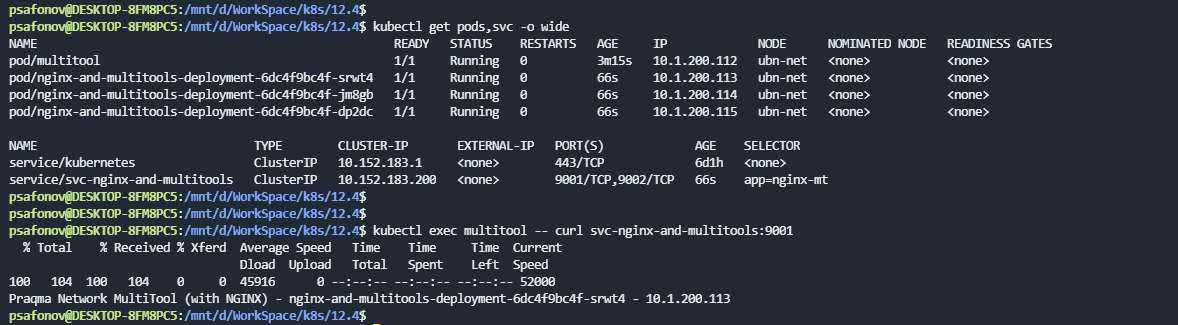 psafonov@DESKTOP-8FM8PC5:/mnt/d/WorkSpace/k8s/12.4$
psafonov@DESKTOP-8FM8PC5:/mnt/d/WorkSpace/k8s/12.4$ kubectl get pods,svc -o wide
NAME READY STATUS RESTARTS AGE IP NODE NOMINATED NODE READINESS GATES
pod/multitool 1/1 Running 0 3m15s 10.1.200.112 ubn-net <none> <none>
pod/nginx-and-multitools-deployment-6dc4f9bc4f-srwt4 1/1 Running 0 66s 10.1.200.113 ubn-net <none> <none>
pod/nginx-and-multitools-deployment-6dc4f9bc4f-jm8gb 1/1 Running 0 66s 10.1.200.114 ubn-net <none> <none>
pod/nginx-and-multitools-deployment-6dc4f9bc4f-dp2dc 1/1 Running 0 66s 10.1.200.115 ubn-net <none> <none>
NAME TYPE CLUSTER-IP EXTERNAL-IP PORT(S) AGE SELECTOR
service/kubernetes ClusterIP 10.152.183.1 <none> 443/TCP 6d1h <none>
service/svc-nginx-and-multitools ClusterIP 10.152.183.200 <none> 9001/TCP,9002/TCP 66s app=nginx-mt
psafonov@DESKTOP-8FM8PC5:/mnt/d/WorkSpace/k8s/12.4$
psafonov@DESKTOP-8FM8PC5:/mnt/d/WorkSpace/k8s/12.4$
psafonov@DESKTOP-8FM8PC5:/mnt/d/WorkSpace/k8s/12.4$ kubectl exec multitool -- curl svc-nginx-and-multitools:9001
% Total % Received % Xferd Average Speed Time Time Time Current
Dload Upload Total Spent Left Speed
100 104 100 104 0 0 45916 0 --:--:-- --:--:-- --:--:-- 52000
Praqma Network MultiTool (with NGINX) - nginx-and-multitools-deployment-6dc4f9bc4f-srwt4 - 10.1.200.113
psafonov@DESKTOP-8FM8PC5:/mnt/d/WorkSpace/k8s/12.4$